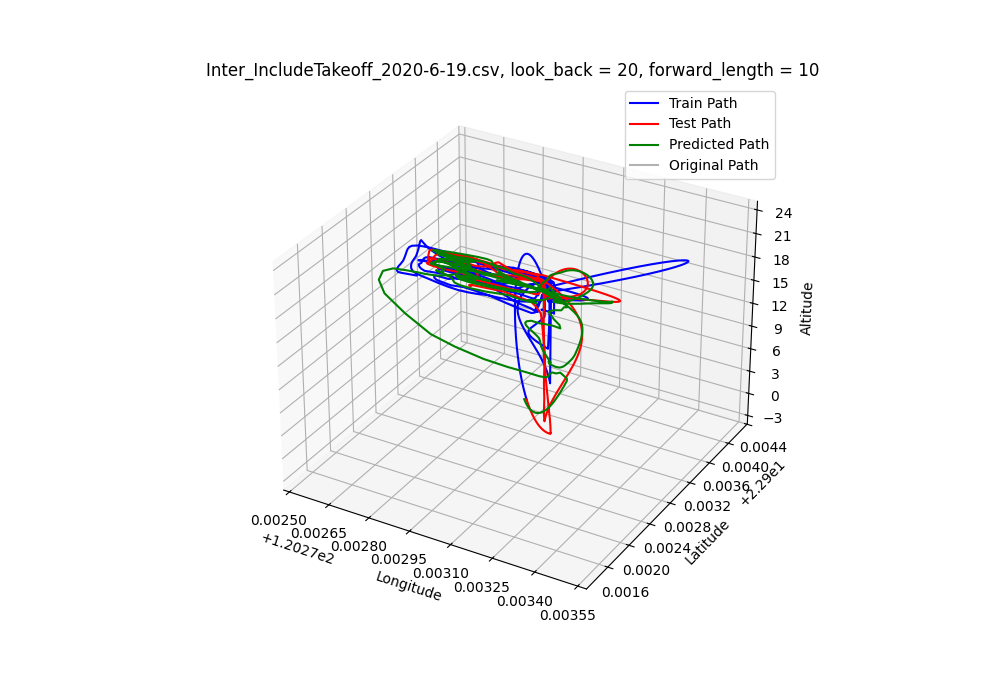 Inter_IncludeTakeoff_2020-6-19.csv, look_back = 20, forward_length = 10
Train Path
Test Path
Predicted Path
Original Path
24
21
18
15
12
9
6
3
0
−3
Altitude
0.0044
0.0040
0.0036
0.0032
0.0028
0.0024
0.0020
0.0016
+2.29e1
Latitude
0.00250
0.00265
0.00280
0.00295
0.00310
0.00325
0.00340
0.00355
+1.2027e2
Longitude